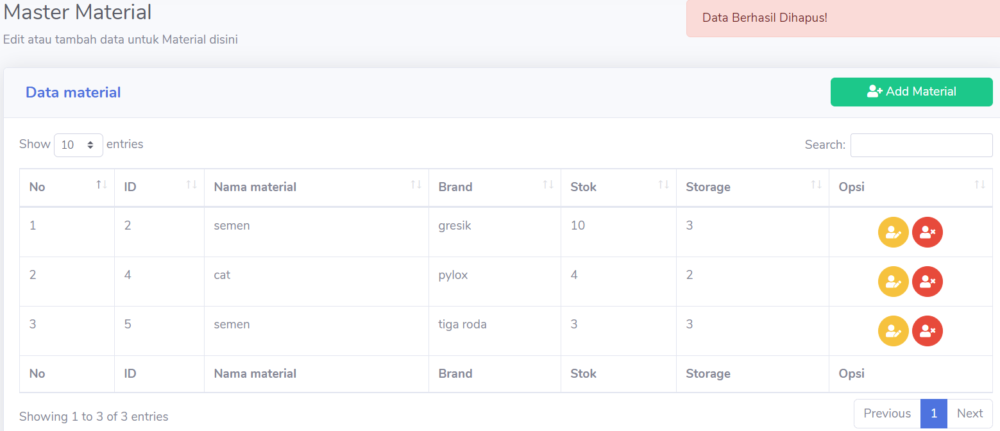 Master Material
Data Berhasil Dihapus!
Edit atau tambah data untuk Material disini
Data material
Add Material
Show 10 entries
Search:
No ID Nama material Brand Stok Storage Opsi
1 2 semen gresik 10 3
2 4 cat pylox 4 2
3 5 semen tiga roda 3 3
No ID Nama material Brand Stok Storage Opsi
Showing 1 to 3 of 3 entries
Previous 1 Next